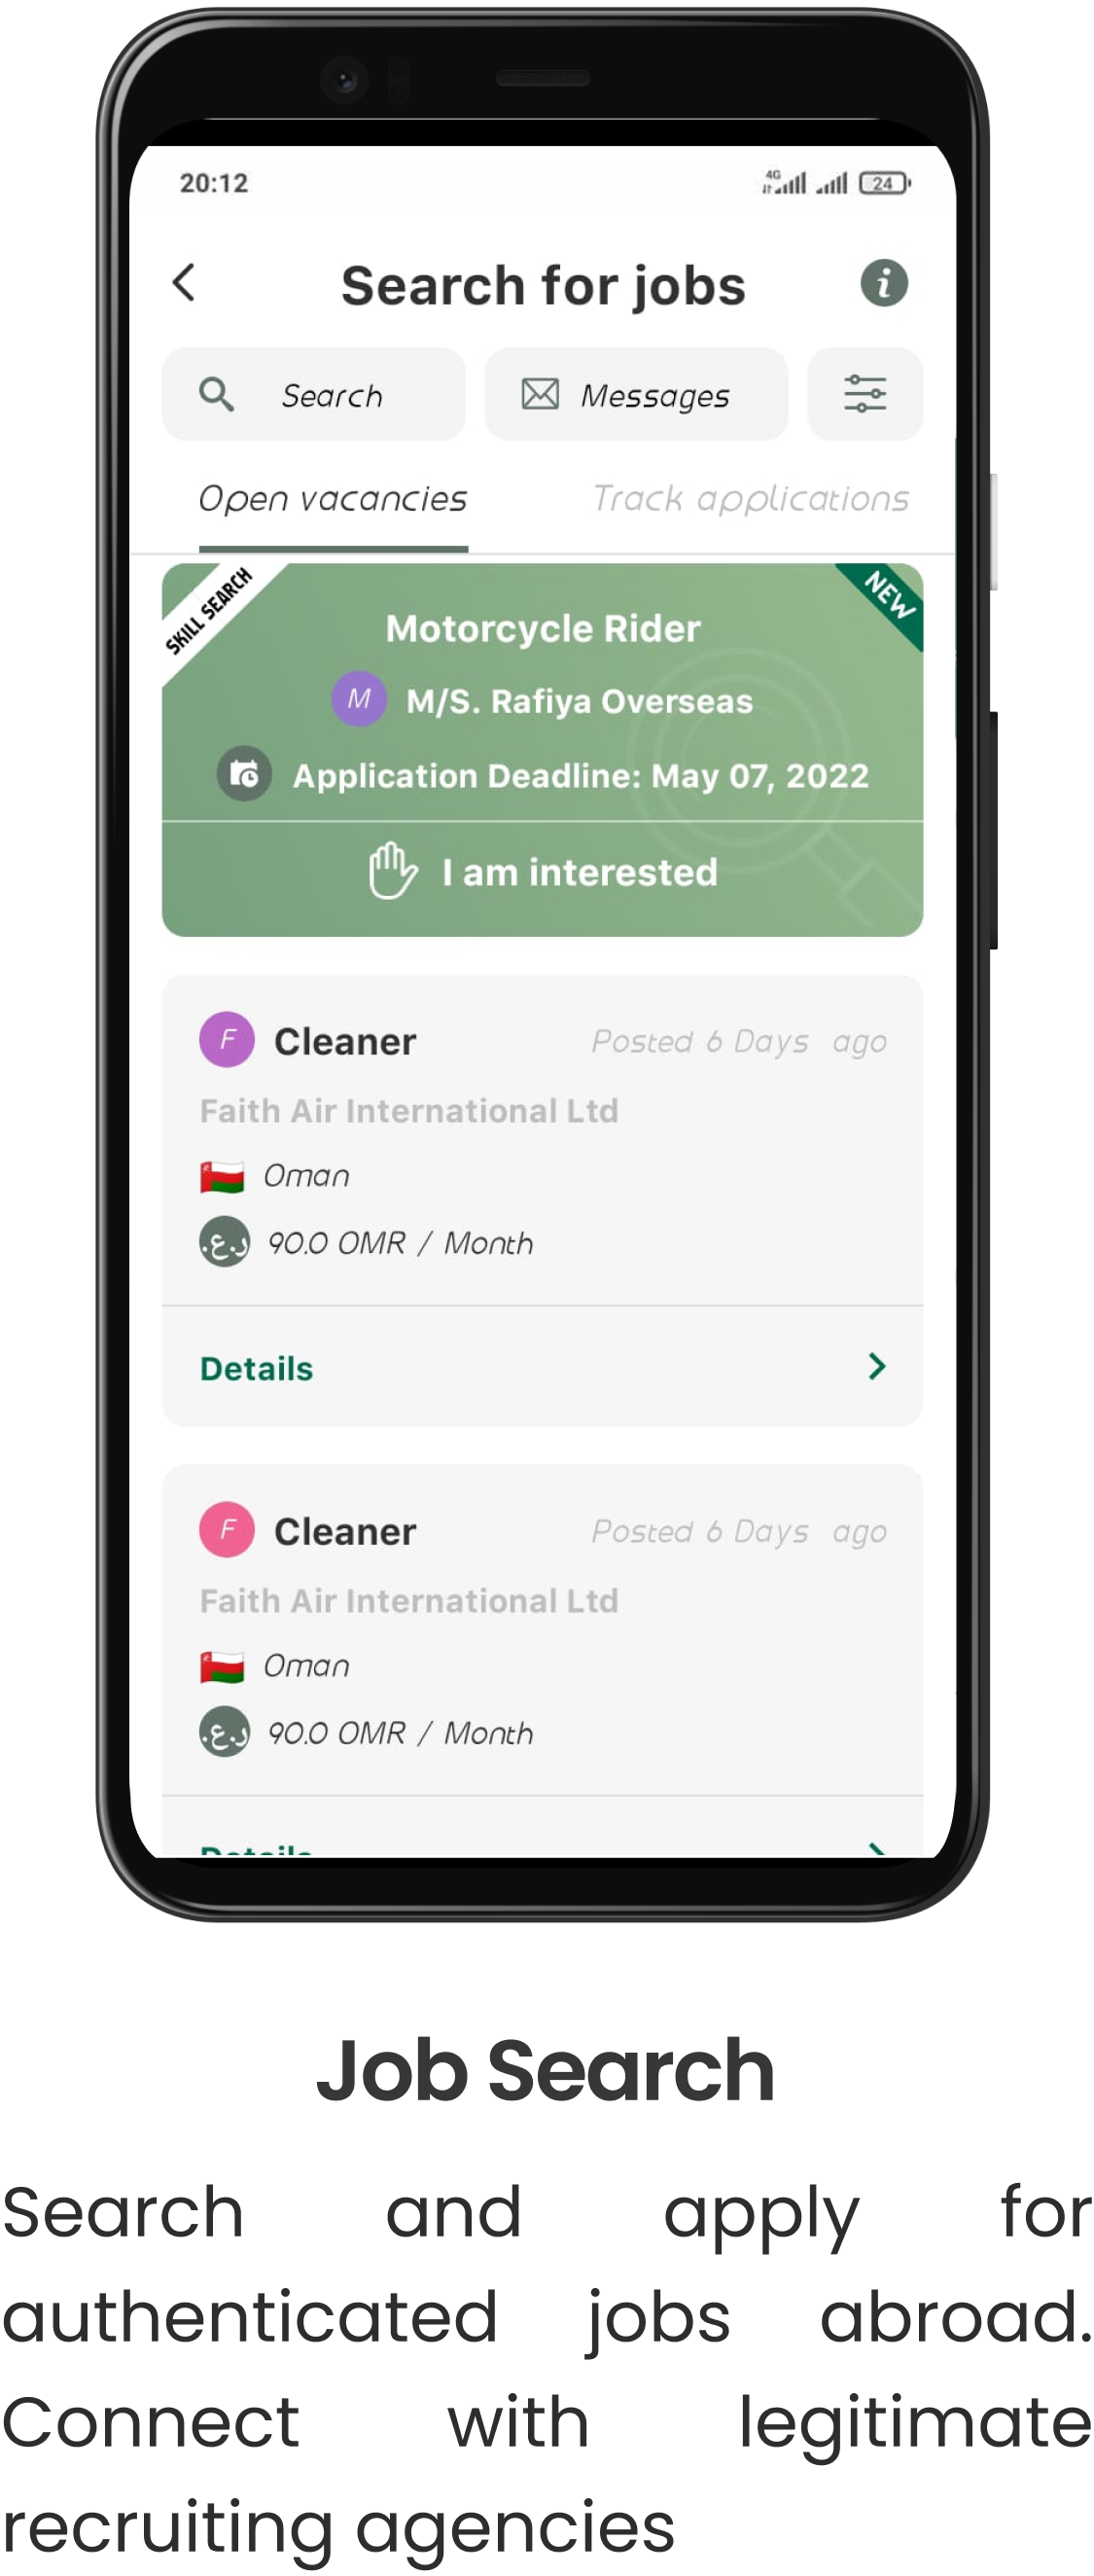 20:12
4G
24
Search for jobs
i
Search
Messages
Open vacancies
Track applications
SKILL SEARCH
NEW
Motorcycle Rider
M
M/S. Rafiya Overseas
Application Deadline: May 07, 2022
I am interested
F
Cleaner
Posted 6 Days ago
Faith Air International Ltd
Oman
ر.ع.
90.0 OMR / Month
Details
F
Cleaner
Posted 6 Days ago
Faith Air International Ltd
Oman
ر.ع.
90.0 OMR / Month
Details
Job Search
Search and apply for
authenticated jobs abroad.
Connect with legitimate
recruiting agencies